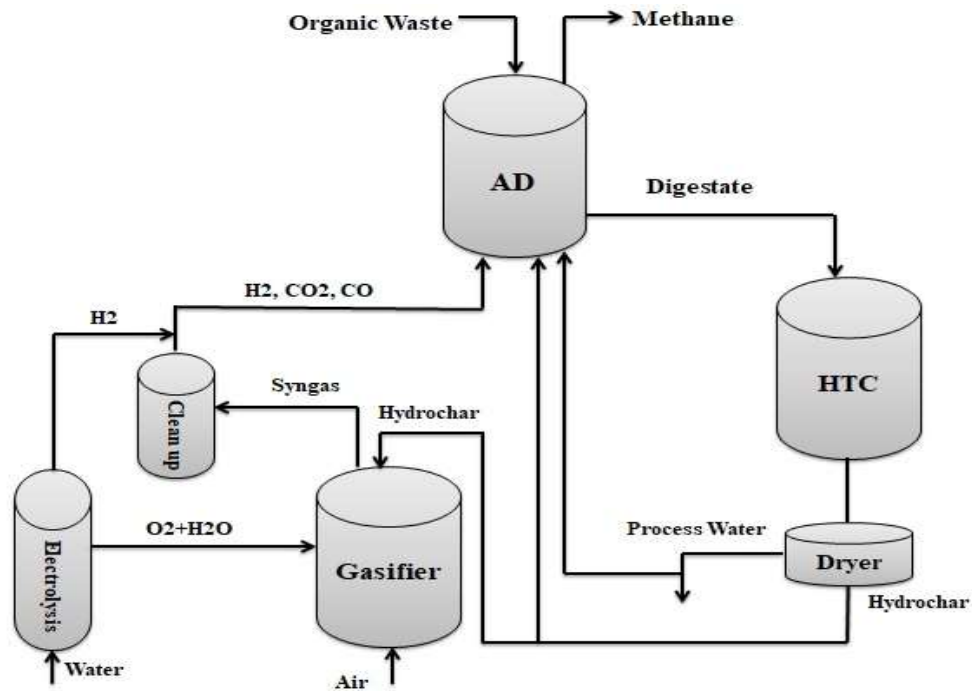 Organic Waste
Methane
AD
Digestate
H2, CO2, CO
H2
HTC
Syngas
Clean up
Hydrochar
Process Water
O2+H2O
Electrolysis
Gasifier
Dryer
Hydrochar
Water
Air